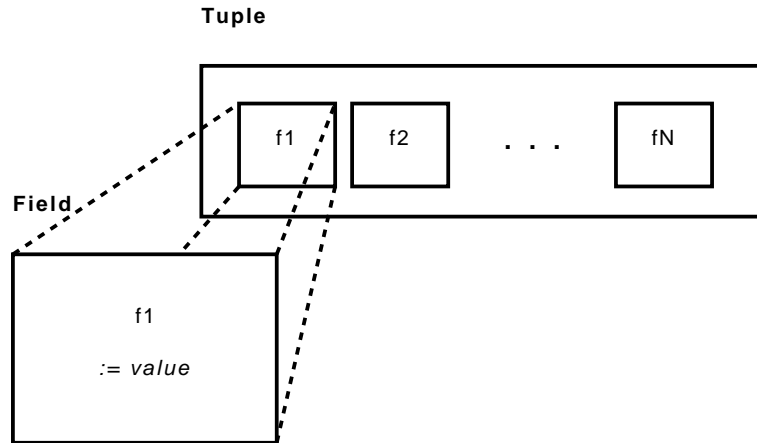 Tuple
f1 f2 . . . fN
Field
f1
:= value